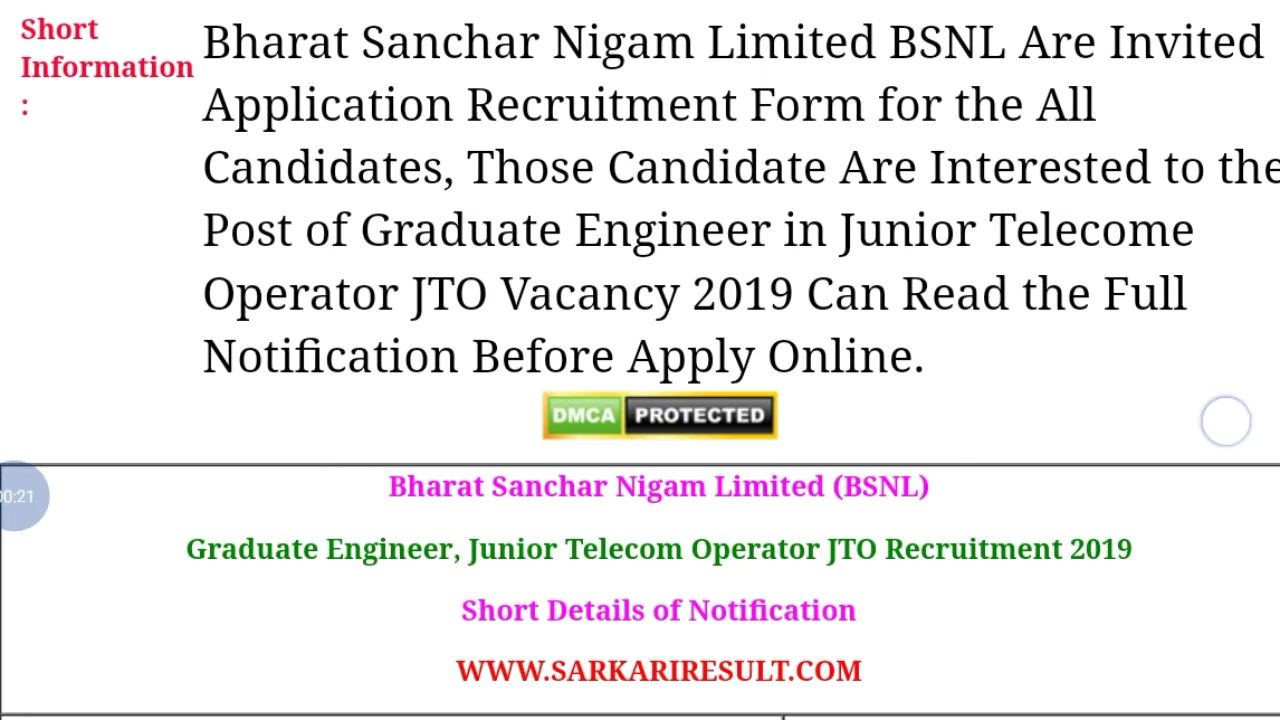 Short
Information
:
Bharat Sanchar Nigam Limited BSNL Are Invited
Application Recruitment Form for the All
Candidates, Those Candidate Are Interested to the
Post of Graduate Engineer in Junior Telecome
Operator JTO Vacancy 2019 Can Read the Full
Notification Before Apply Online.
DMCA PROTECTED
00:21
Bharat Sanchar Nigam Limited (BSNL)
Graduate Engineer, Junior Telecom Operator JTO Recruitment 2019
Short Details of Notification
WWW.SARKARIRESULT.COM